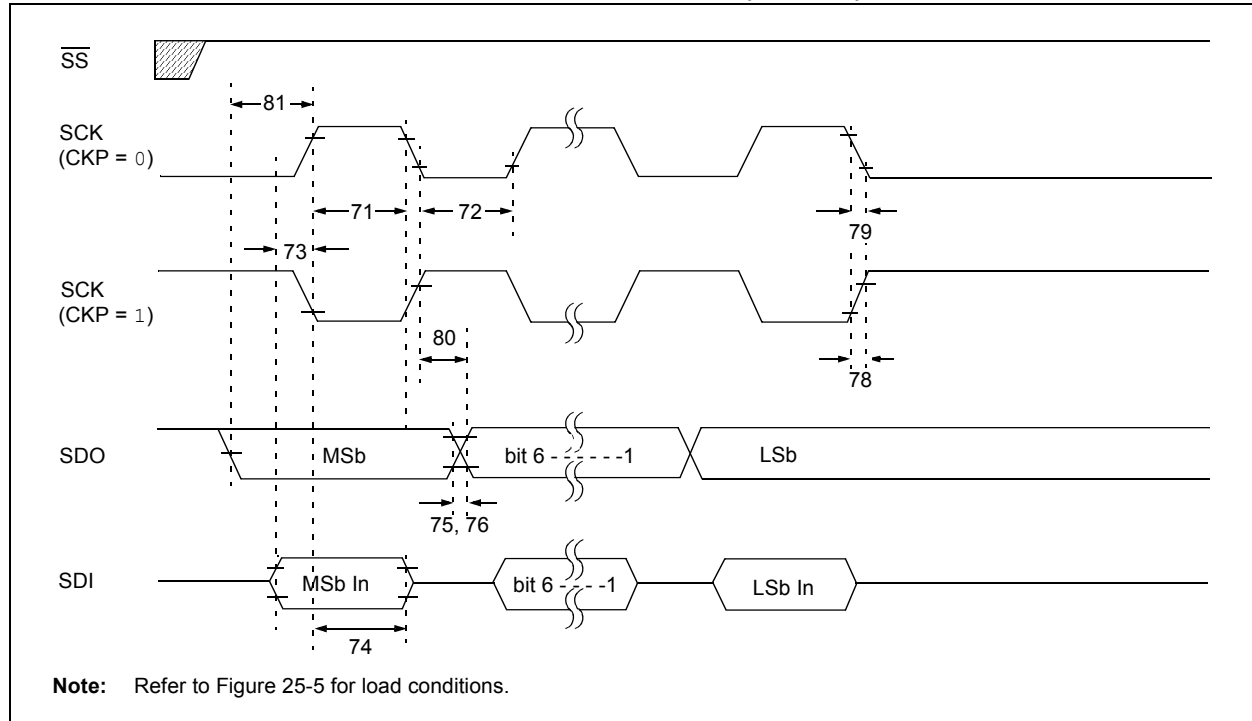 SS
81
SCK
(CKP = 0)
71
72
79
73
SCK
(CKP = 1)
80
78
SDO
MSb
bit 6 - - - - - -1
LSb
75, 76
SDI
MSb In
bit 6 - - - - -1
LSb In
74
Note: Refer to Figure 25-5 for load conditions.